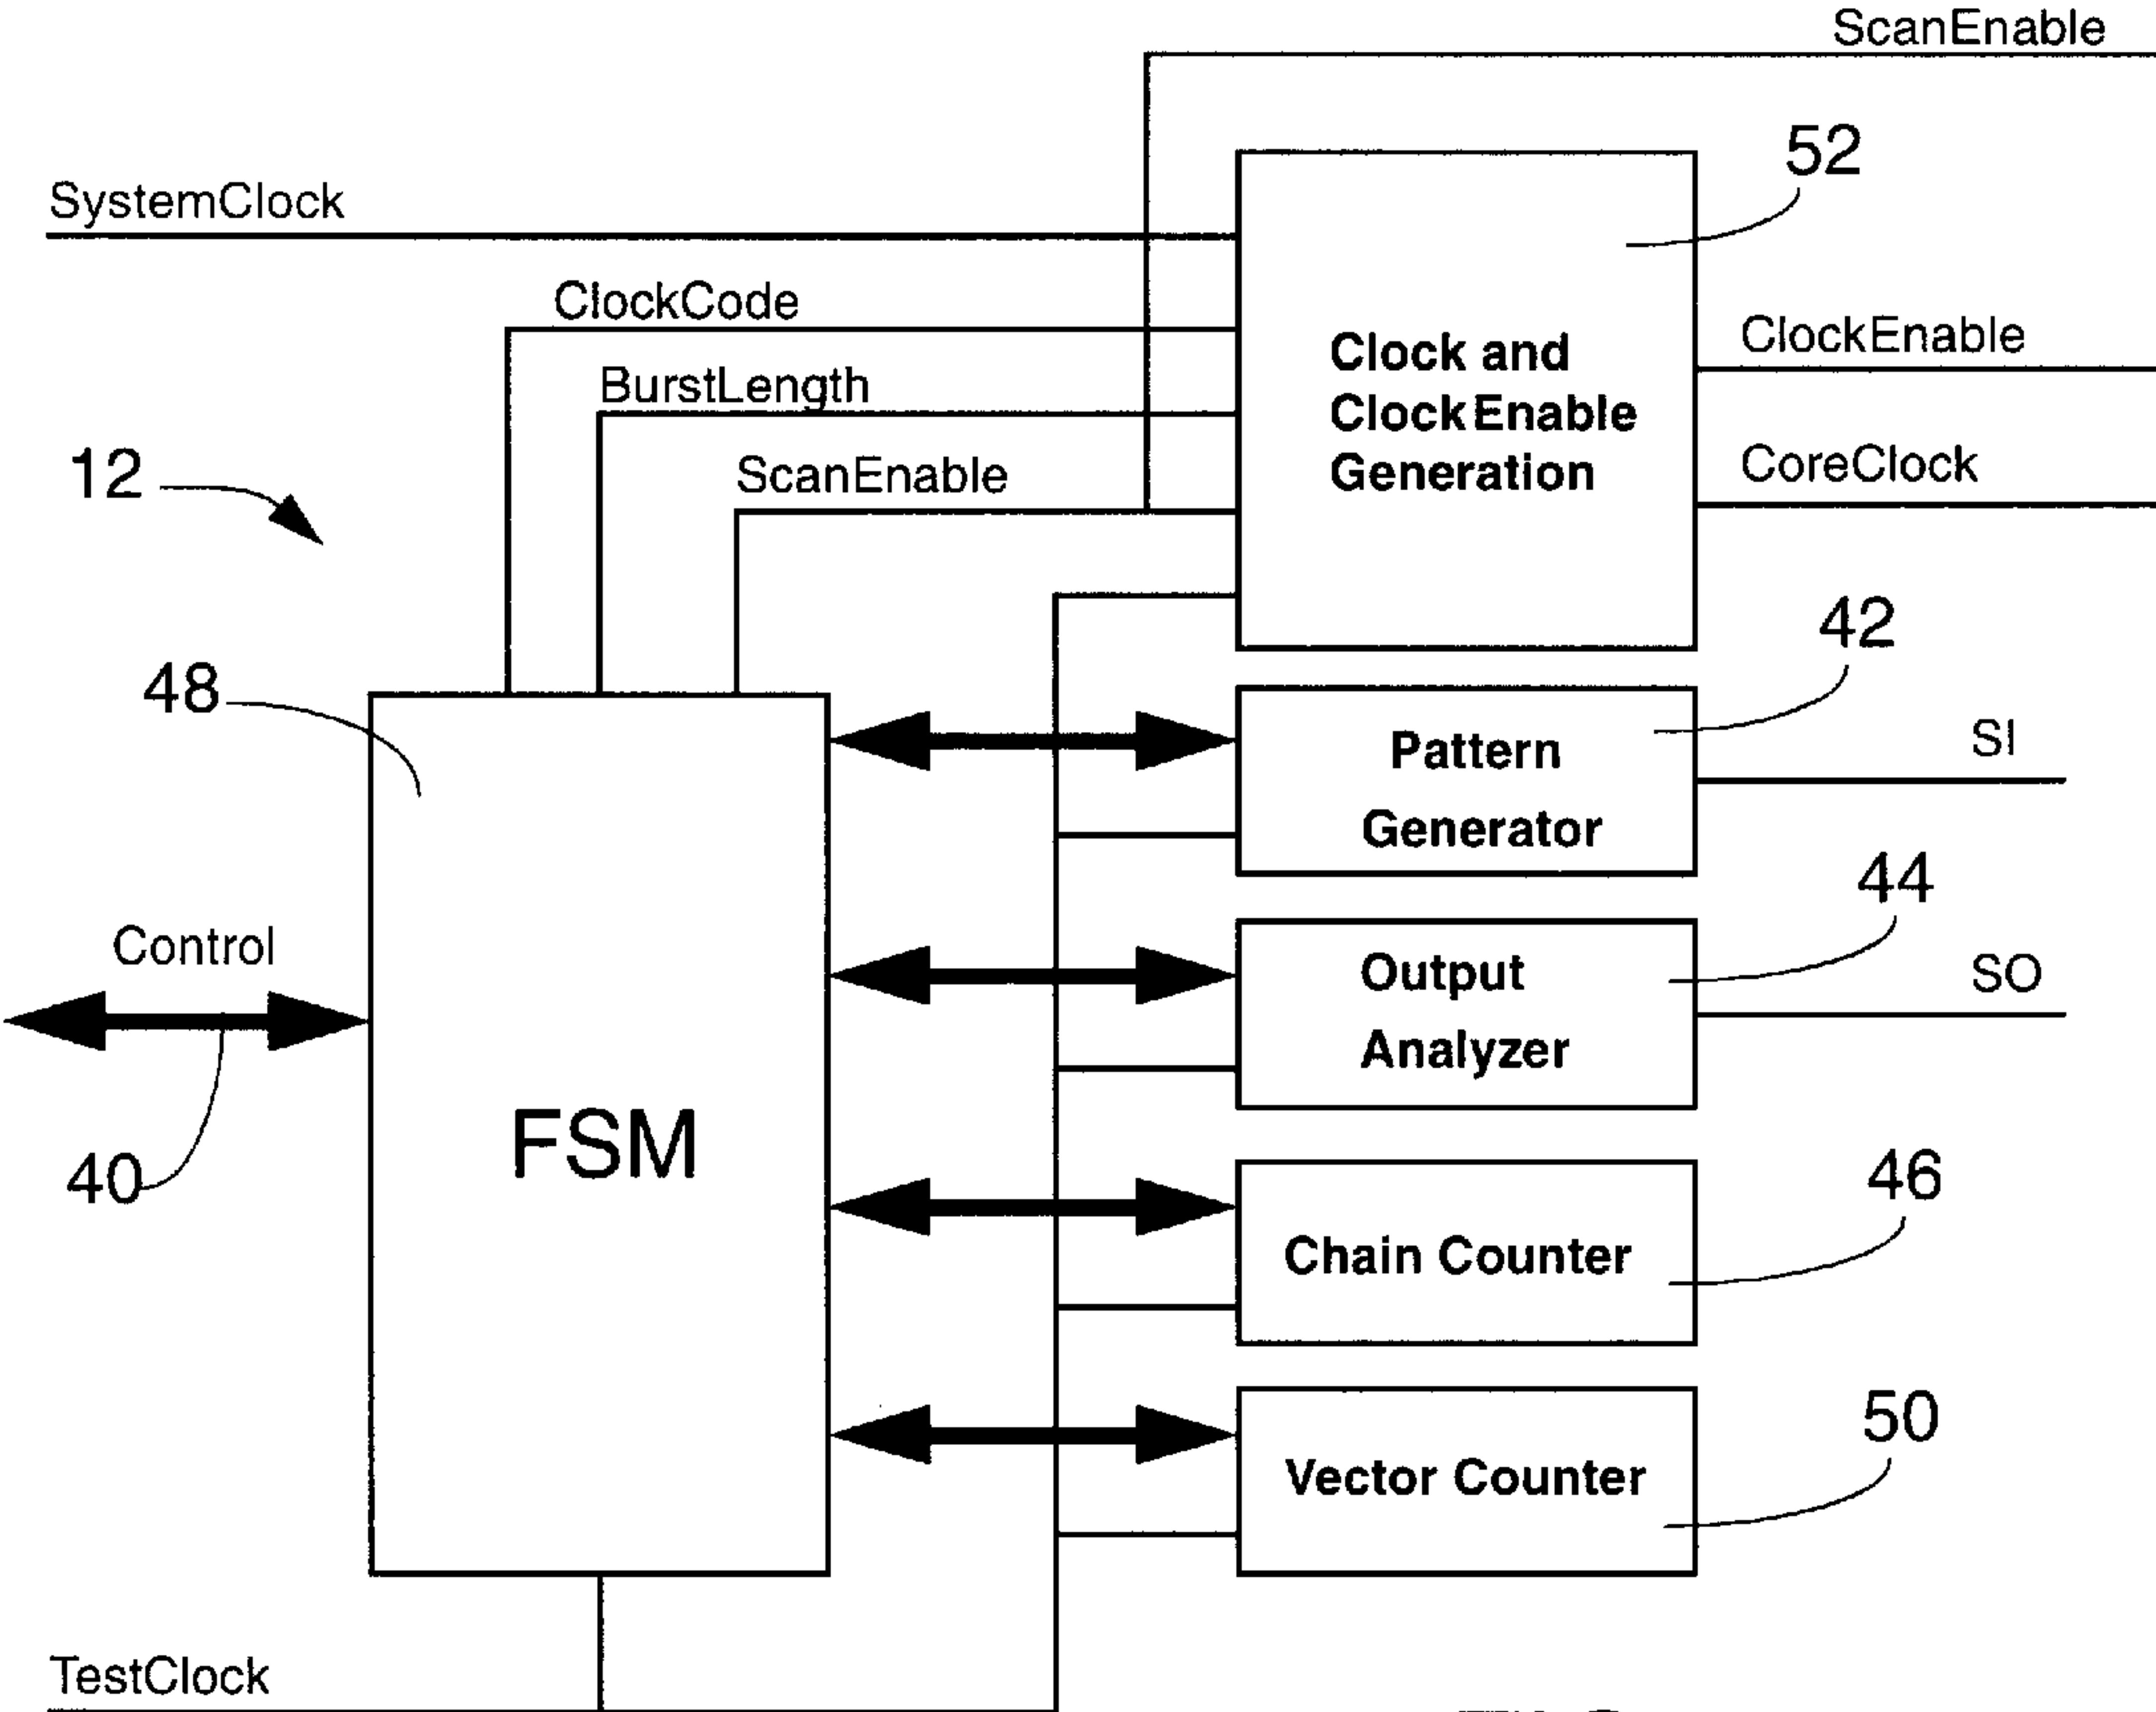 ScanEnable
52
SystemClock
ClockCode
Clock and
ClockEnable
Generation
ClockEnable
BurstLength
12
ScanEnable
CoreClock
42
48
Pattern
Generator
SI
44
Control
Output
Analyzer
SO
FSM
40
46
Chain Counter
50
Vector Counter
TestClock